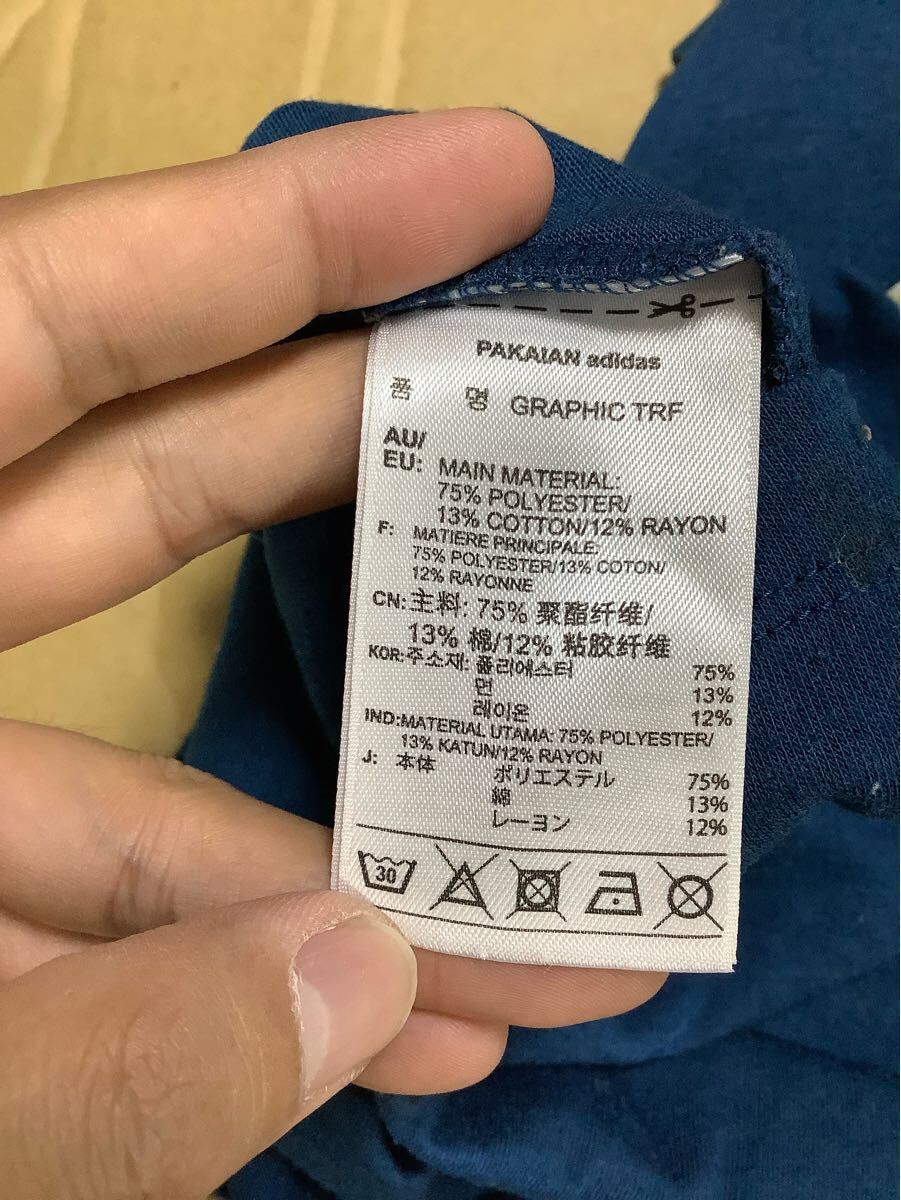 PAKAIAN adidas
품 명 GRAPHIC TRF
AU/
EU: MAIN MATERIAL:
75% POLYESTER/
13% COTTON/12% RAYON
F: MATIERE PRINCIPALE:
75% POLYESTER/13% COTON/
12% RAYONNE
CN: 主料: 75% 聚酯纤维/
13% 棉/12% 粘胶纤维
KOR: 주소재: 폴리에스터 75%
면 13%
레이온 12%
IND: MATERIAL UTAMA: 75% POLYESTER/
13% KATUN/12% RAYON
J: 本体 ポリエステル 75%
綿 13%
レーヨン 12%
30